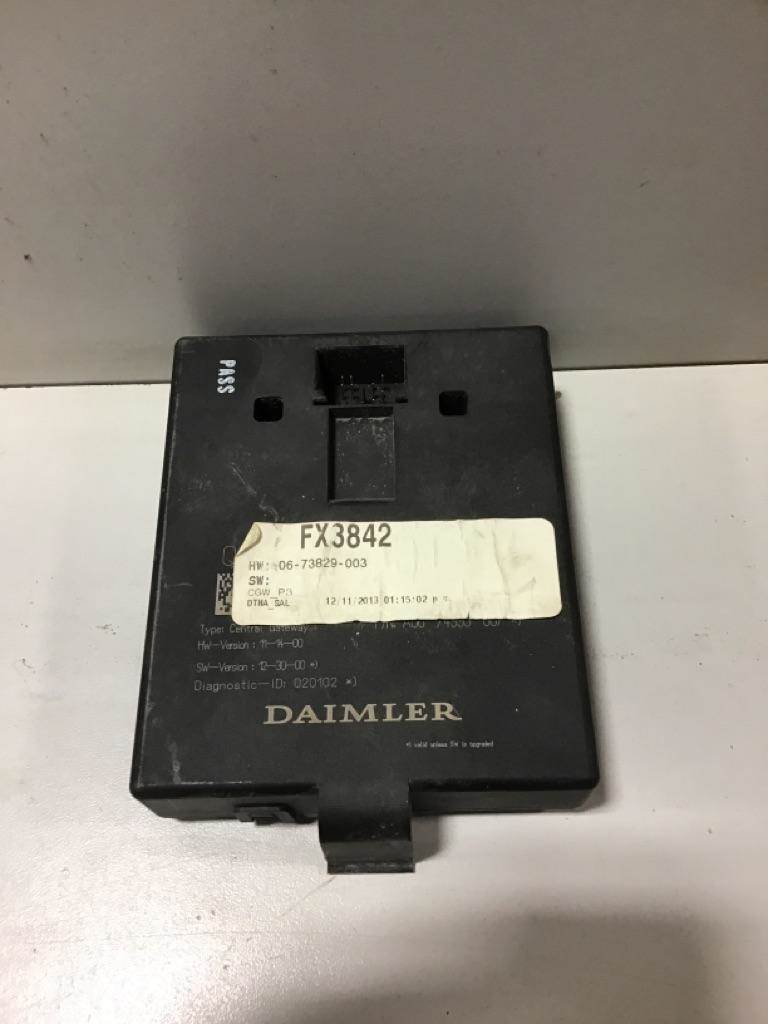 PASS
FX3842
HW: 06-73829-003
SW:
CGW_P3
DTNA_SAL 12/11/2013 01:15:02 p.m.
Type: Central Gateway
HW-Version: 11-14-00
SW-Version: 12-30-00 *)
Diagnostic-ID: 020102 *)
DAIMLER
*) valid unless SW is upgraded